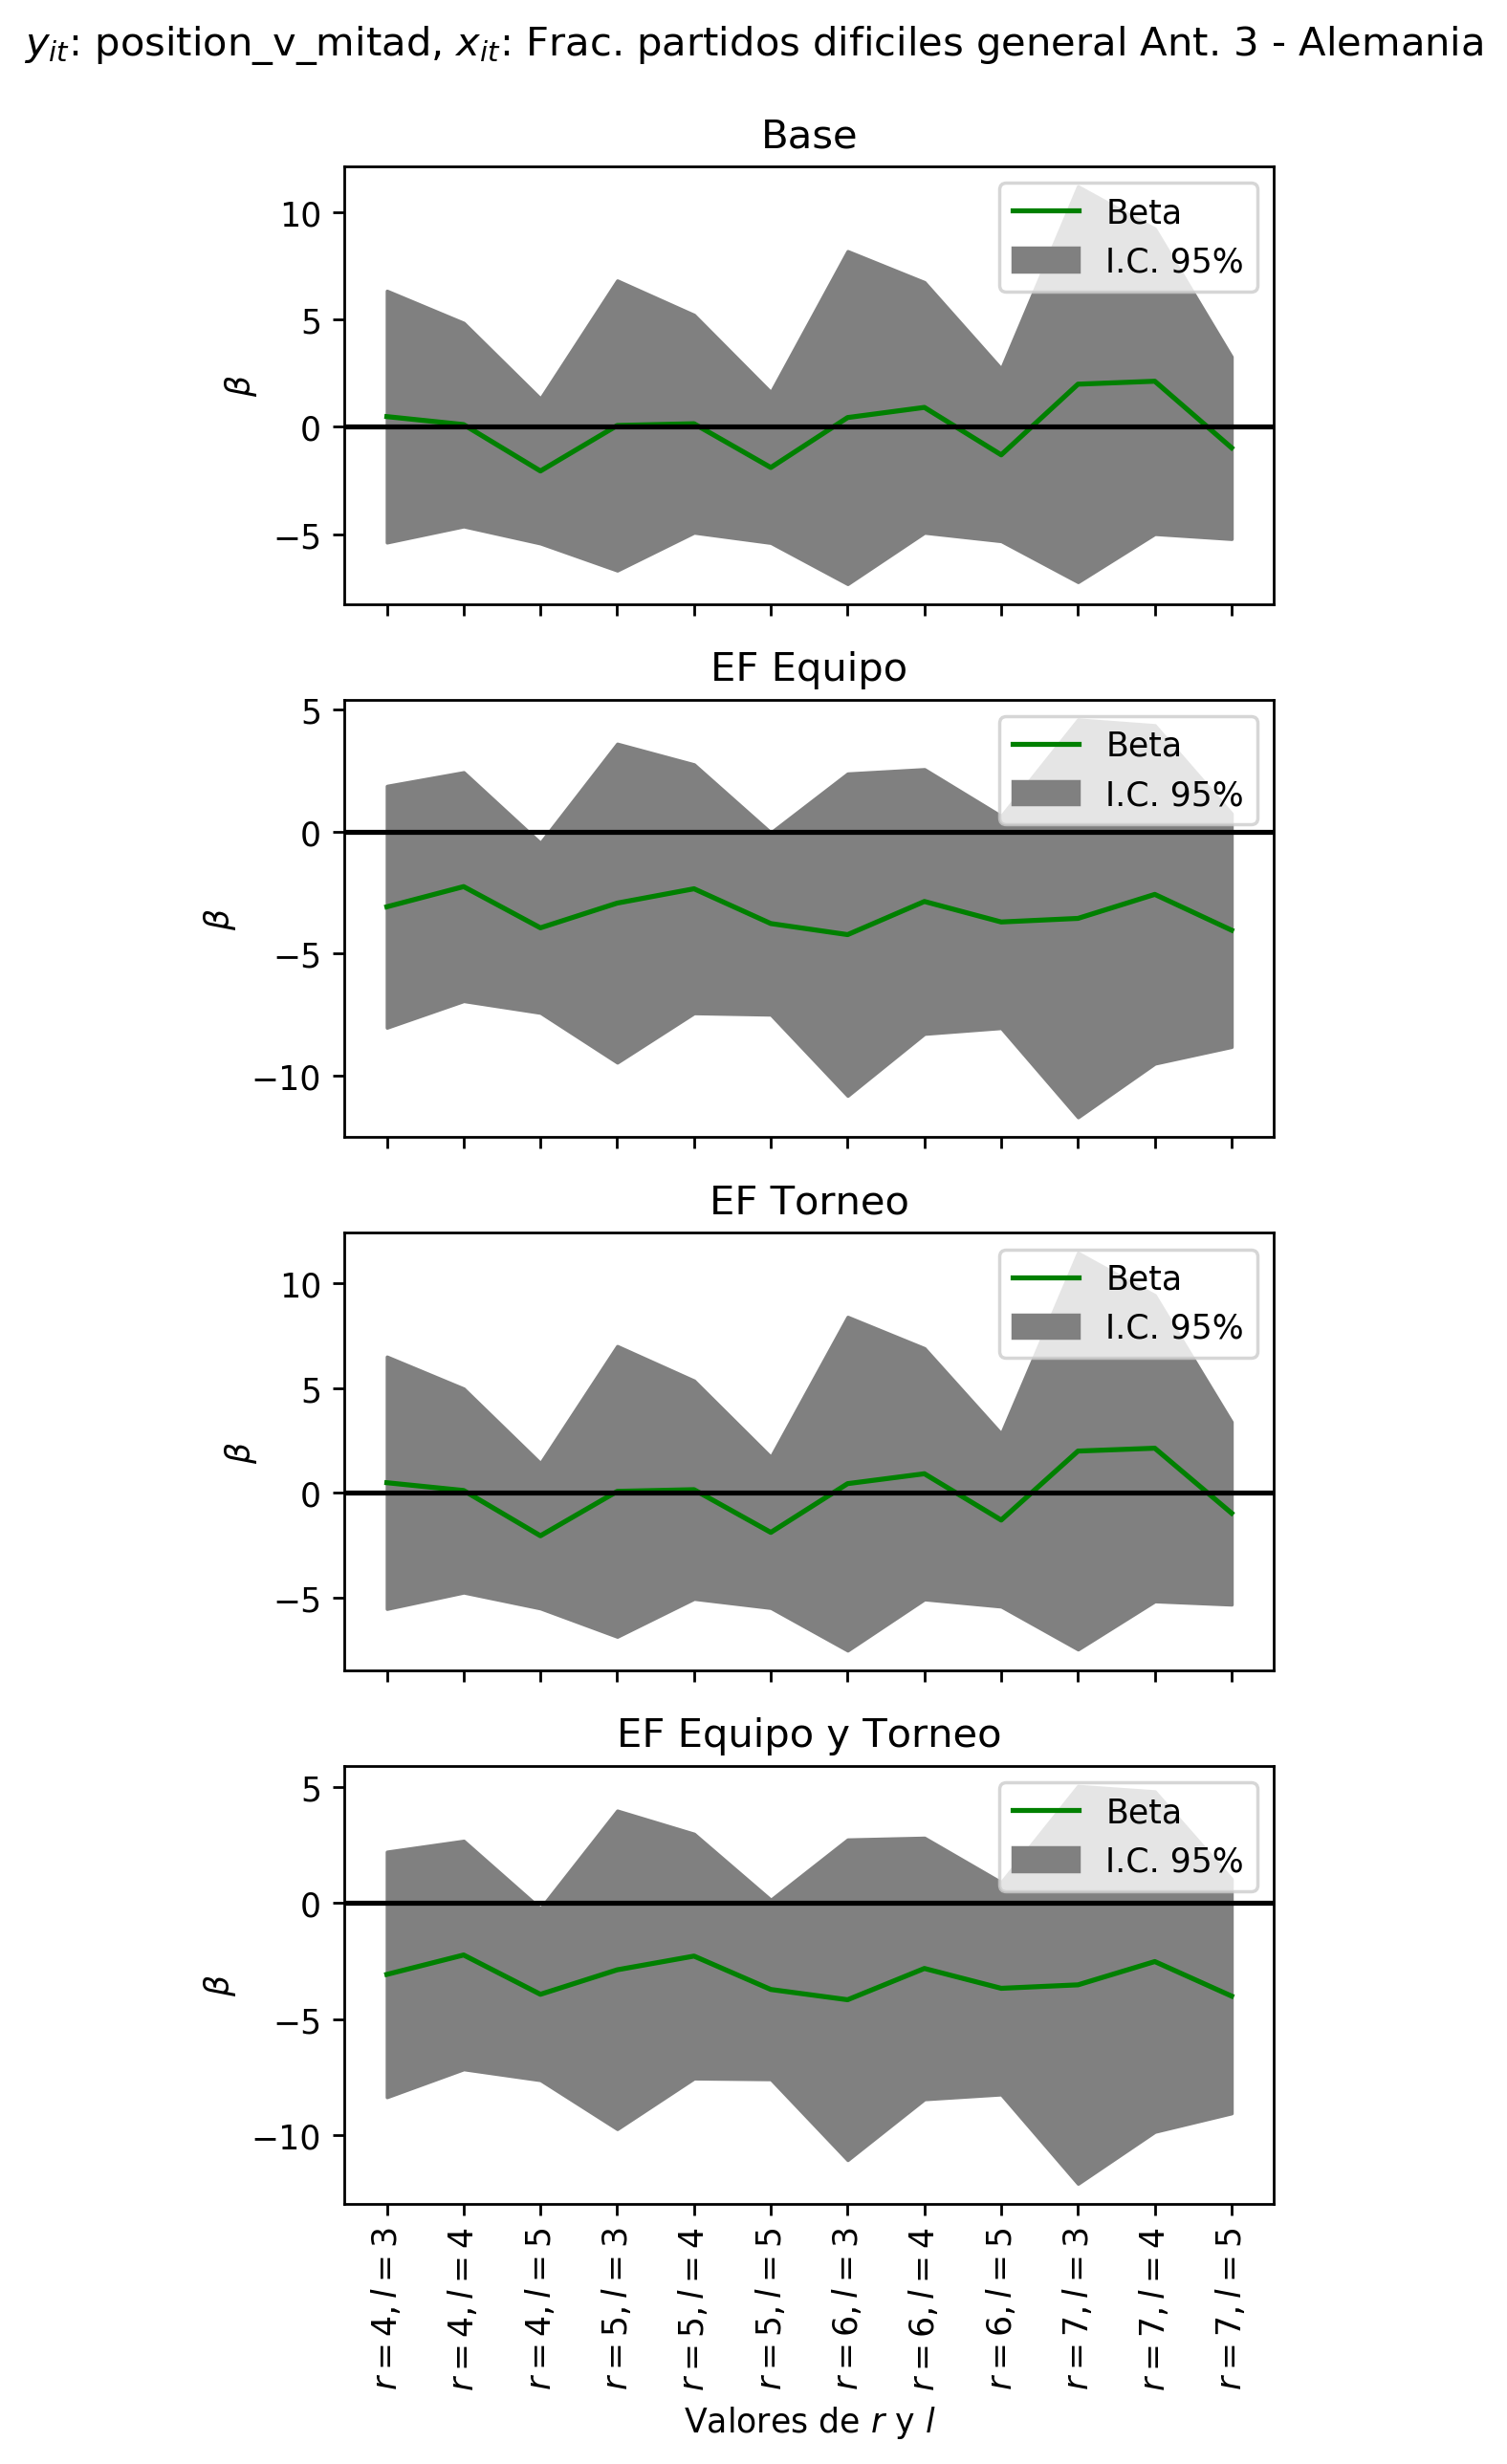 y_it: position_v_mitad, x_it: Frac. partidos dificiles general Ant. 3 - Alemania
Base
10
5
0
−5
β
Beta
I.C. 95%
EF Equipo
5
0
−5
−10
β
Beta
I.C. 95%
EF Torneo
10
5
0
−5
β
Beta
I.C. 95%
EF Equipo y Torneo
5
0
−5
−10
β
Beta
I.C. 95%
r = 4, l = 3
r = 4, l = 4
r = 4, l = 5
r = 5, l = 3
r = 5, l = 4
r = 5, l = 5
r = 6, l = 3
r = 6, l = 4
r = 6, l = 5
r = 7, l = 3
r = 7, l = 4
r = 7, l = 5
Valores de r y l